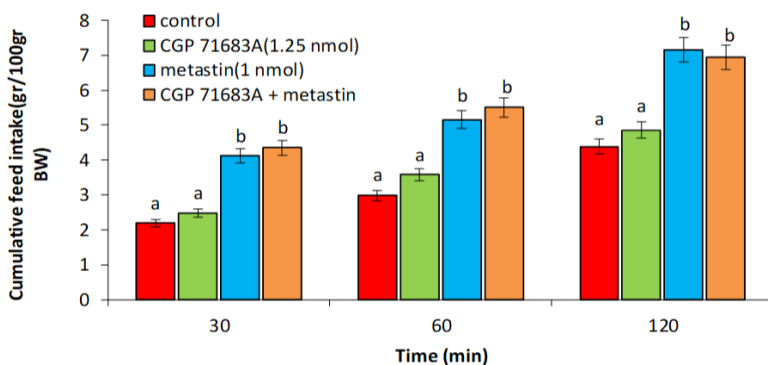 control
CGP 71683A(1.25 nmol)
metastin(1 nmol)
CGP 71683A + metastin
Cumulative feed intake(gr/100gr
BW)
8
7
6
5
4
3
2
1
0
a
a
b
b
a
a
b
b
a
a
b
b
30
60
120
Time (min)